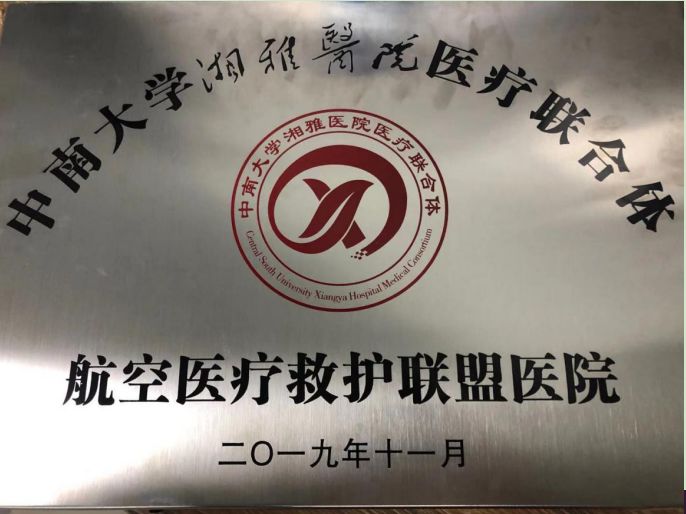 中南大学湘雅醫院医疗联合体
中南大学湘雅医院医疗联合体
Central South University Xiangya Hospital Medical Consortium
航空医疗救护联盟医院
二〇一九年十一月